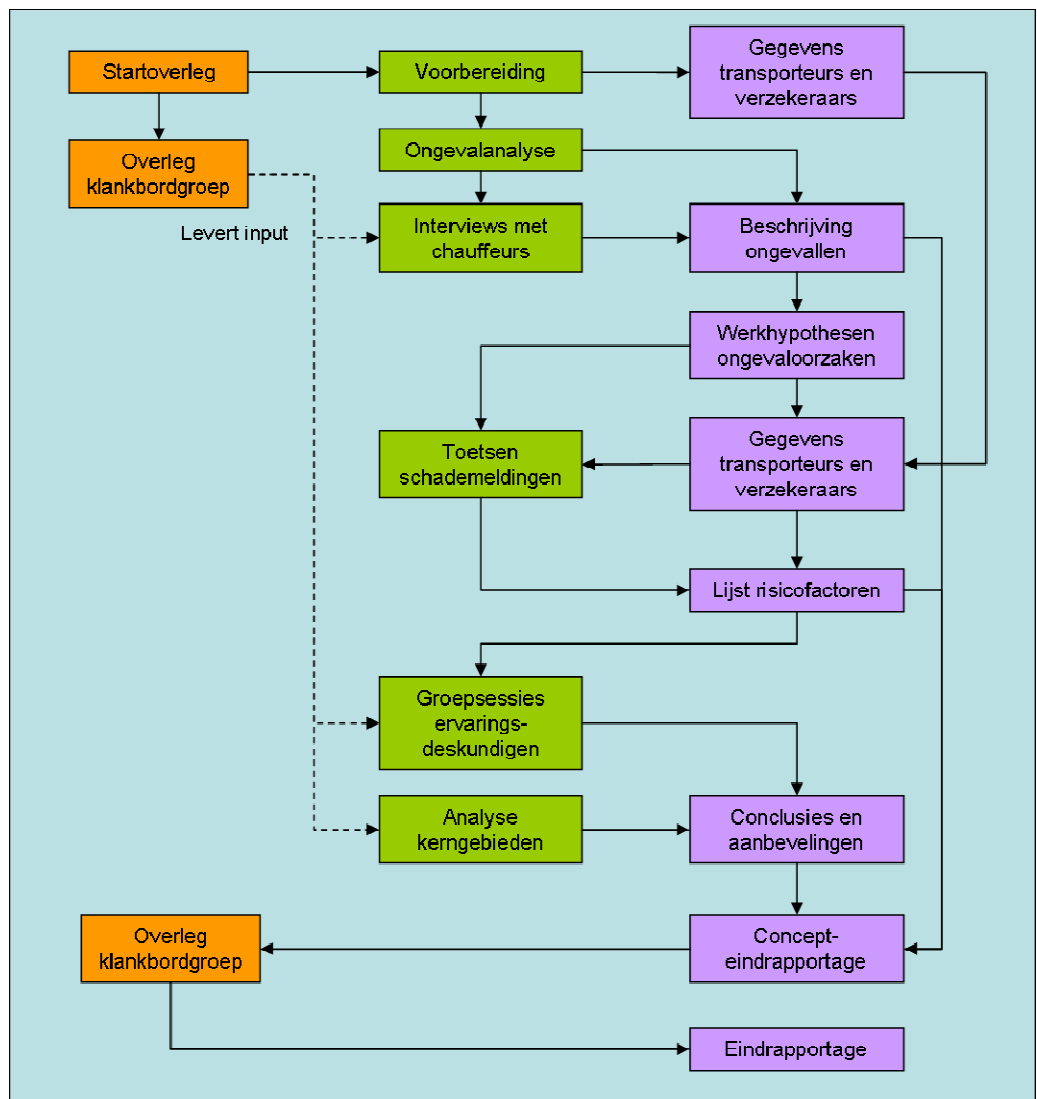 Startoverleg
Voorbereiding
Gegevens
transporteurs en
verzekeraars
Overleg
klankbordgroep
Ongevalanalyse
Levert input
Interviews met
chauffeurs
Beschrijving
ongevallen
Werkhypothesen
ongevaloorzaken
Toetsen
schademeldingen
Gegevens
transporteurs en
verzekeraars
Lijst risicofactoren
Groepsessies
ervarings-
deskundigen
Analyse
kerngebieden
Conclusies en
aanbevelingen
Overleg
klankbordgroep
Concept-
eindrapportage
Eindrapportage